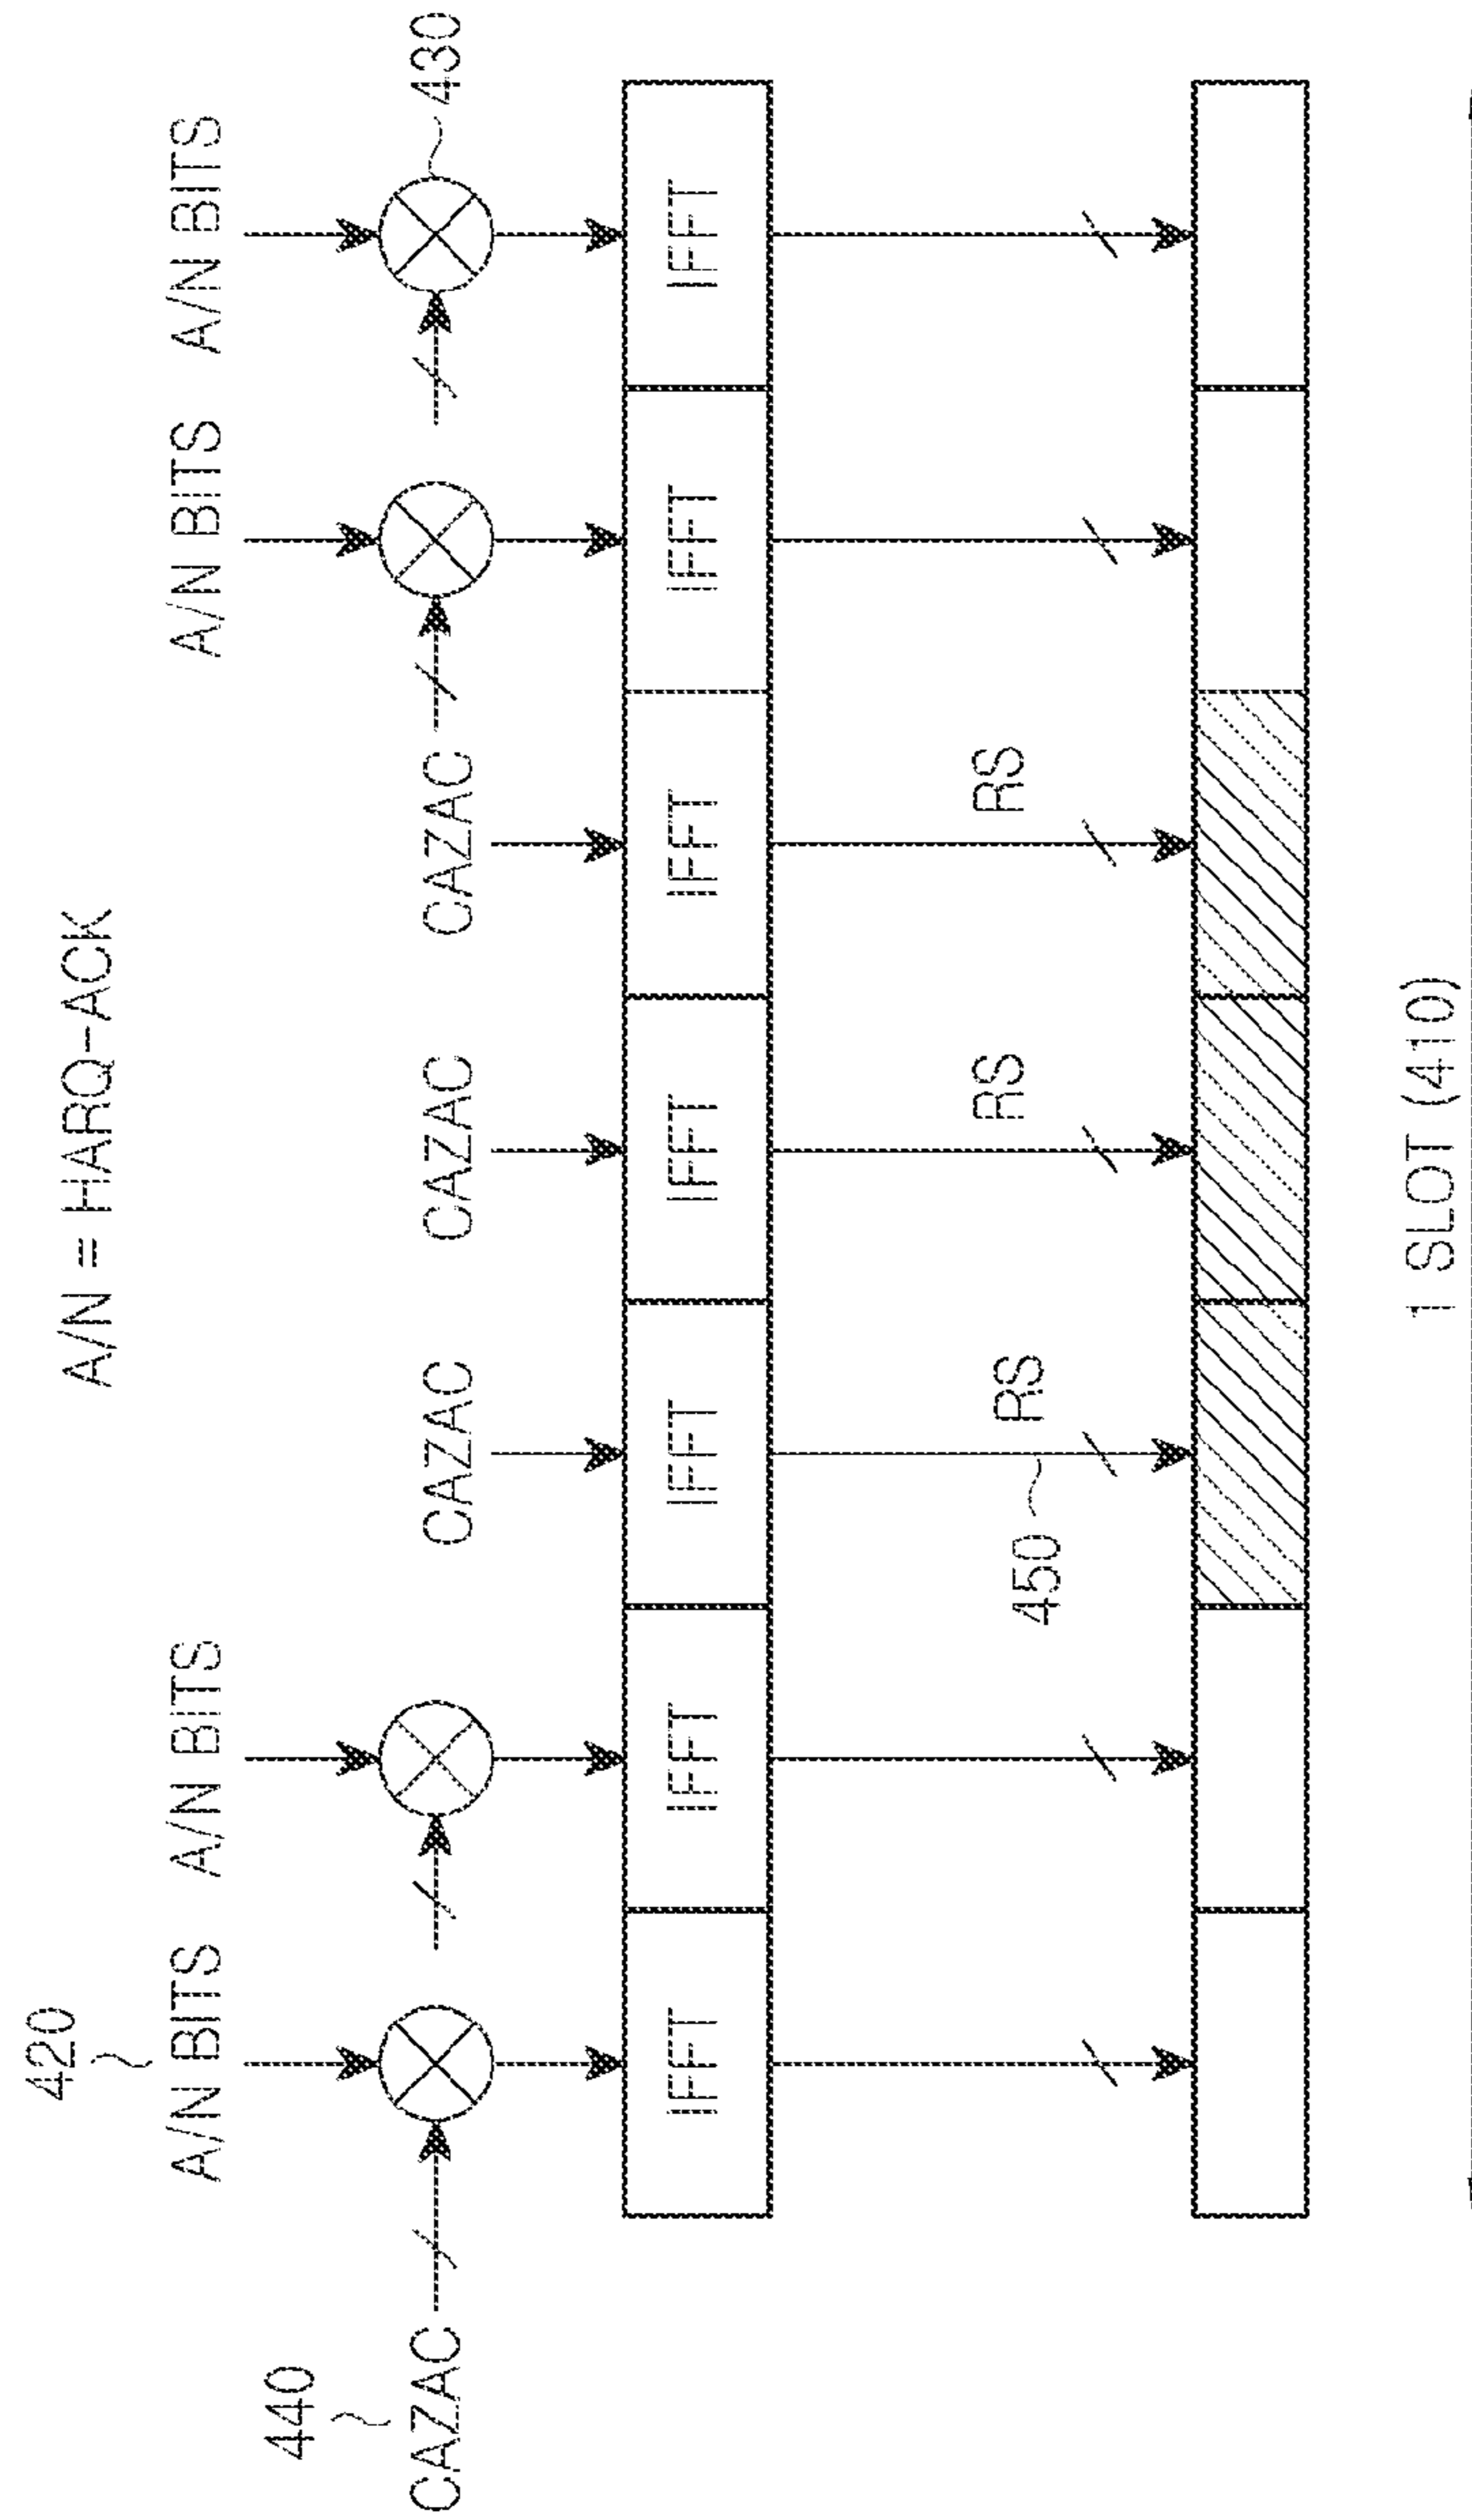 A/N = HARQ-ACK
420
A/N BITS A/N BITS A/N BITS A/N BITS
440
CAZAC CAZAC CAZAC CAZAC 430
IFFT IFFT IFFT IFFT IFFT IFFT IFFT
450 RS RS RS
1 SLOT (410)